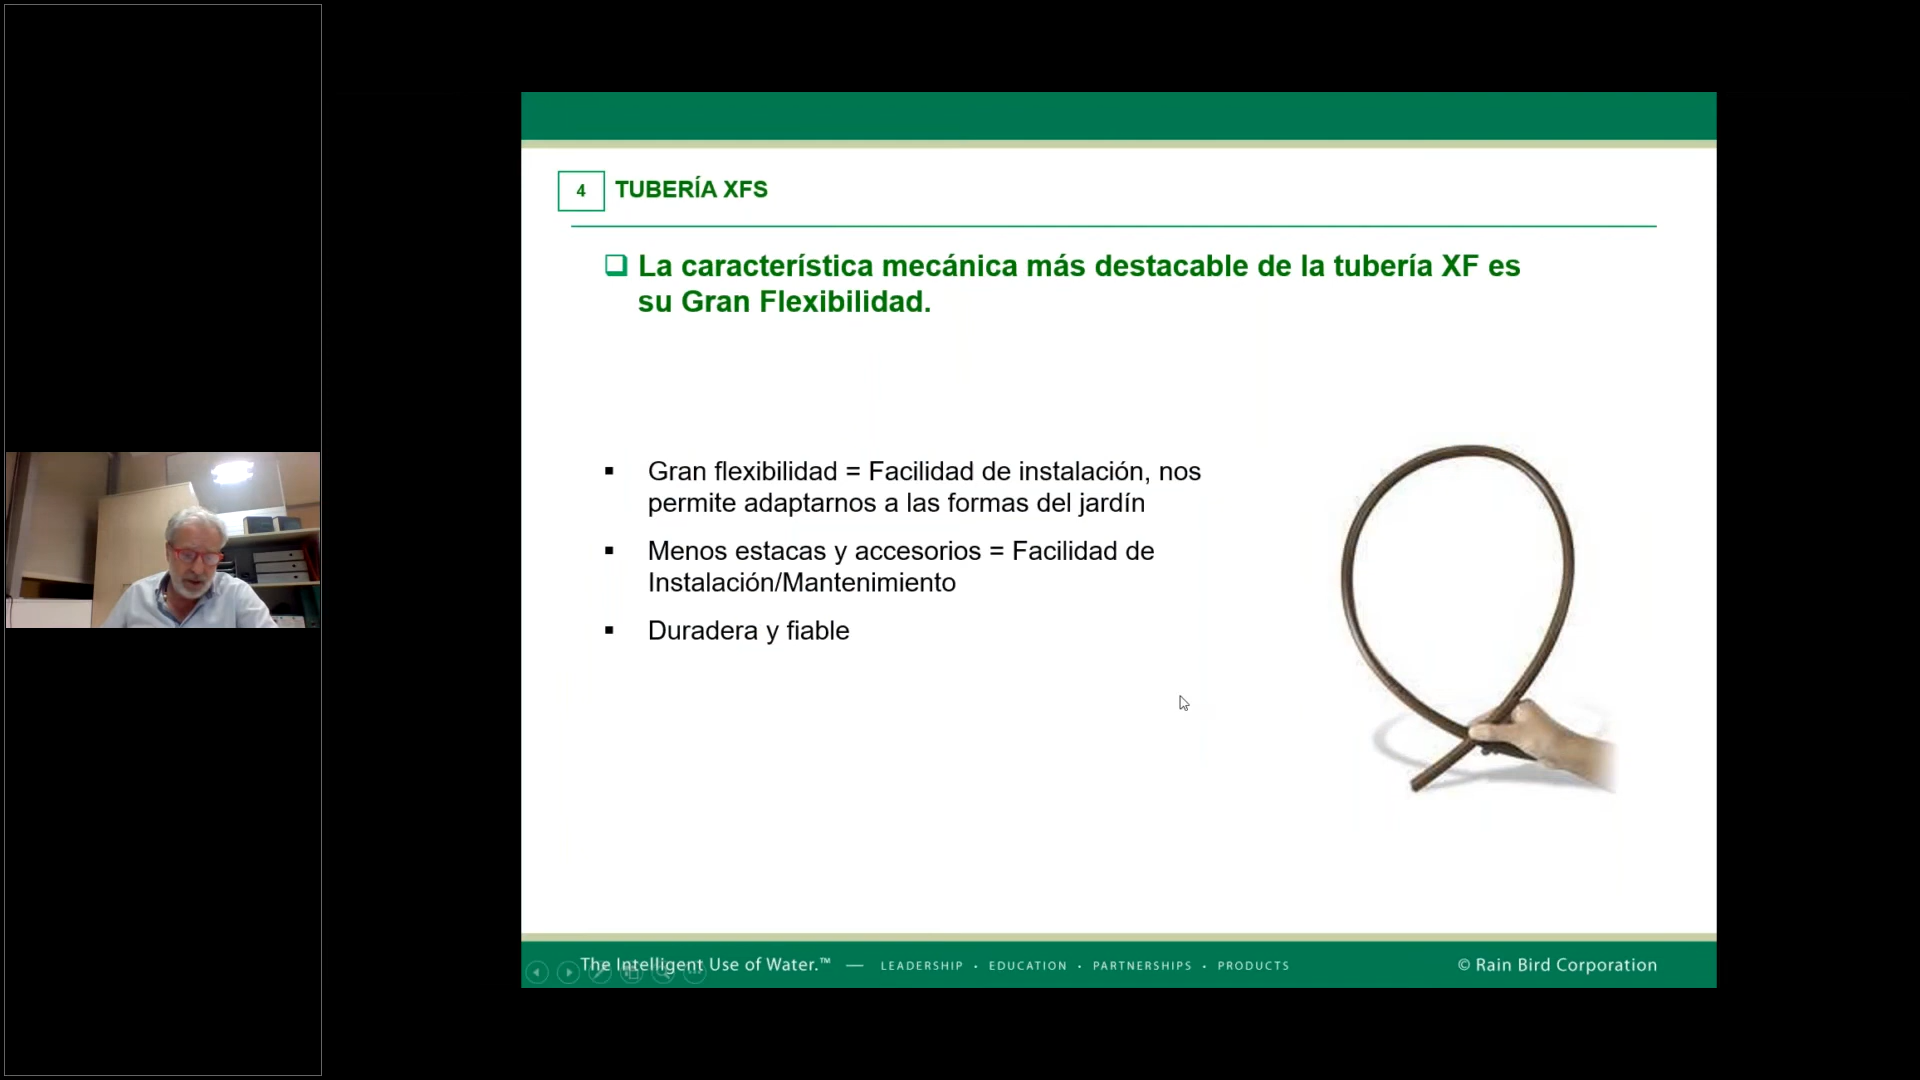 4 TUBERÍA XFS
❑ La característica mecánica más destacable de la tubería XF es
su Gran Flexibilidad.
▪ Gran flexibilidad = Facilidad de instalación, nos
permite adaptarnos a las formas del jardín
▪ Menos estacas y accesorios = Facilidad de
Instalación/Mantenimiento
▪ Duradera y fiable
The Intelligent Use of Water.™ — LEADERSHIP • EDUCATION • PARTNERSHIPS • PRODUCTS © Rain Bird Corporation